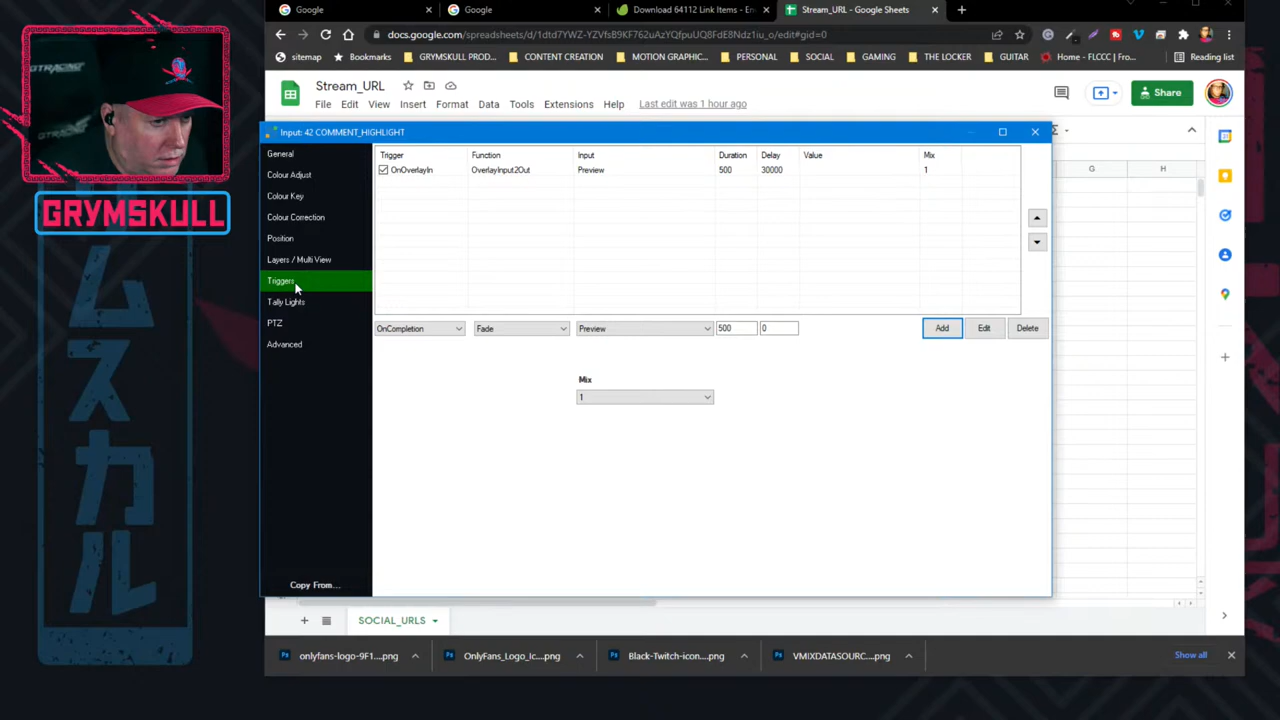 Google
Google
Download 64112 Link Items - En
Stream_URL - Google Sheets
docs.google.com/spreadsheets/d/1dtd7YWZ-YZVfsB9KF762uAzYQfpuUQ8FdE8Ndz1iu_o/edit#gid=0
sitemap
Bookmarks
GRYMSKULL PROD...
CONTENT CREATION
MOTION GRAPHIC...
PERSONAL
SOCIAL
GAMING
THE LOCKER
GUITAR
Home - FLCCC | Fro...
Reading list
GTRACING
Stream_URL
File Edit View Insert Format Data Tools Extensions Help Last edit was 1 hour ago
Share
Input: 42 COMMENT_HIGHLIGHT
General
Colour Adjust
Colour Key
Colour Correction
Position
Layers / Multi View
Triggers
Tally Lights
PTZ
Advanced
Copy From...
Trigger Function Input Duration Delay Value Mix
OnOverlayIn OverlayInput2Out Preview 500 30000 1
OnCompletion Fade Preview 500 0 Add Edit Delete
Mix
1
G H
GRYMSKULL
ムスカル
SOCIAL_URLS
onlyfans-logo-9F1....png
OnlyFans_Logo_Ic....png
Black-Twitch-icon....png
VMIXDATASOURC....png
Show all